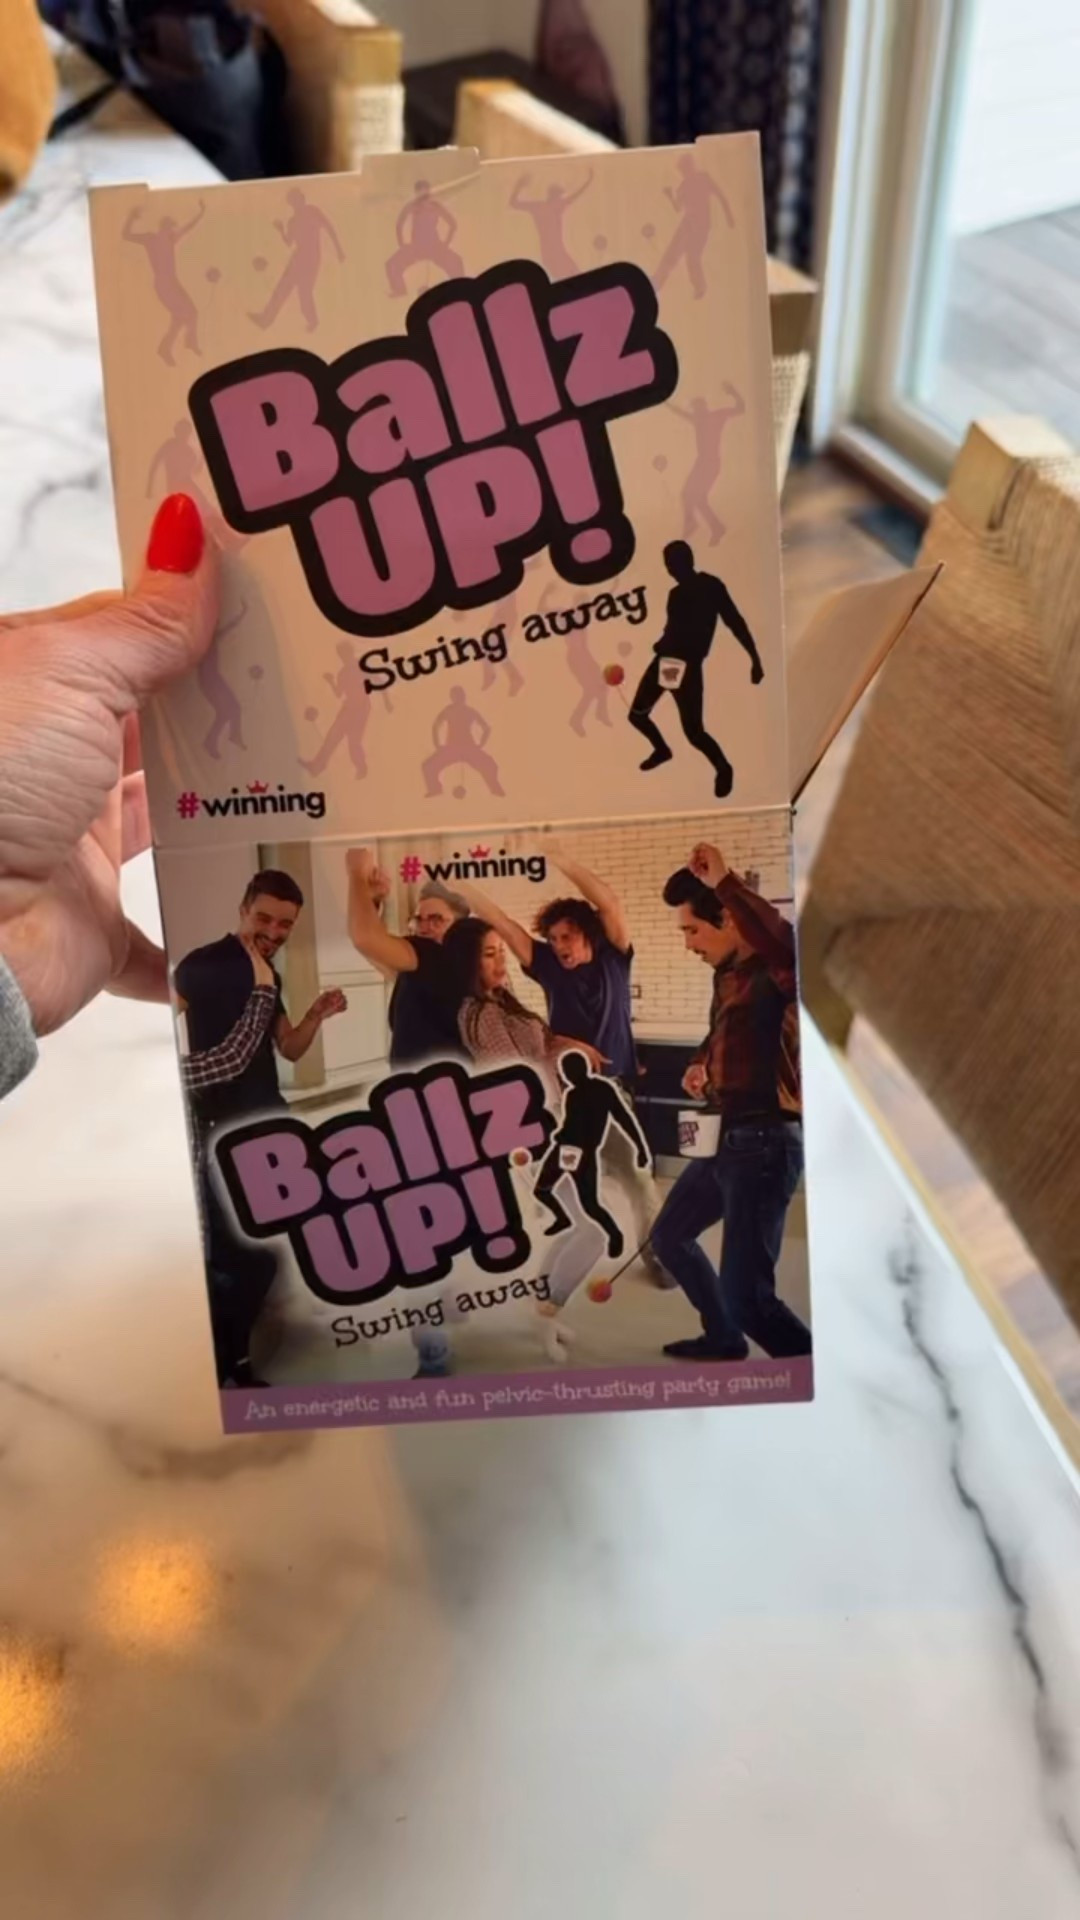 Ballz
UP!
Swing away
#winning
#winning
Ballz
UP!
Swing away
An energetic and fun pelvic-thrusting party game!